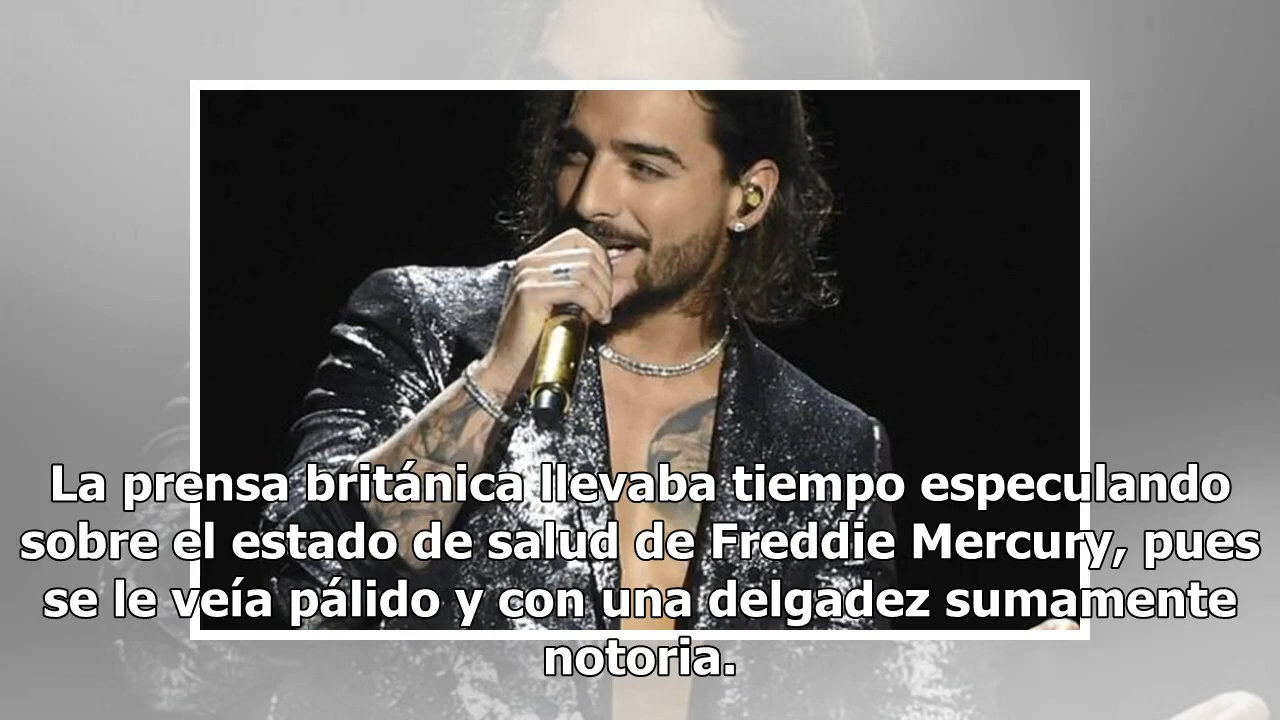 La prensa británica llevaba tiempo especulando
sobre el estado de salud de Freddie Mercury, pues
se le veía pálido y con una delgadez sumamente
notoria.